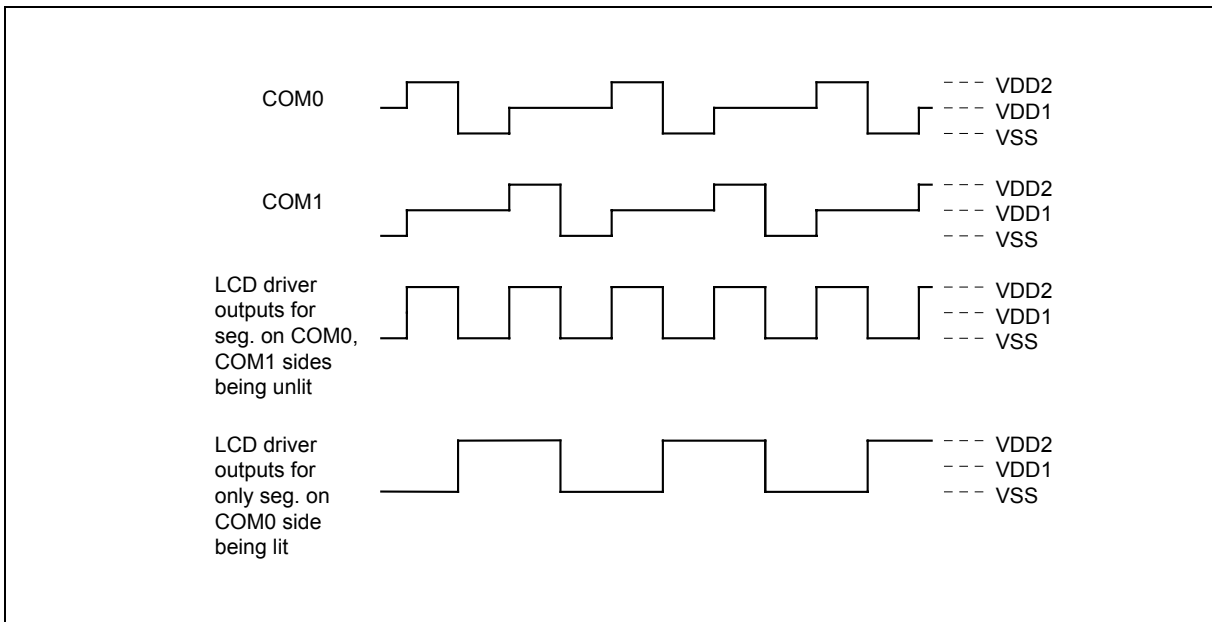 COM0
--- VDD2
--- VDD1
--- VSS
COM1
--- VDD2
--- VDD1
--- VSS
LCD driver
outputs for
seg. on COM0,
COM1 sides
being unlit
--- VDD2
--- VDD1
--- VSS
LCD driver
outputs for
only seg. on
COM0 side
being lit
--- VDD2
--- VDD1
--- VSS